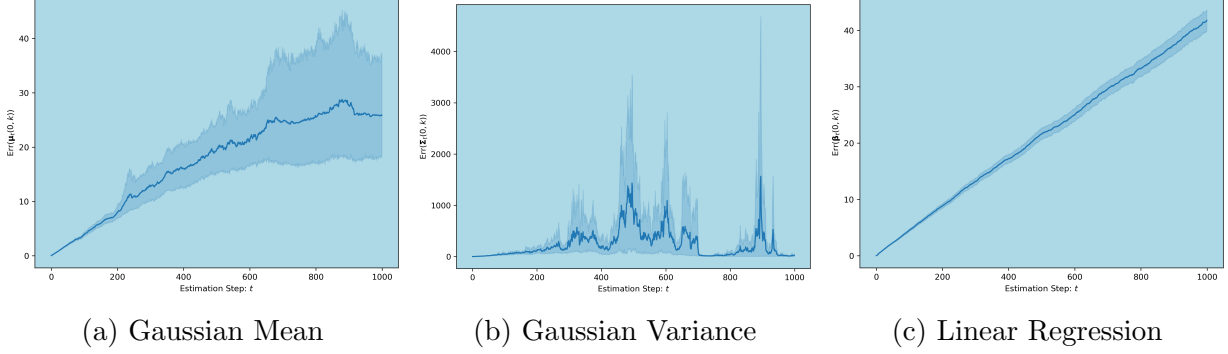 40
30
20
10
0
Err(μ̂ₜ(0, k))
0 200 400 600 800 1000
Estimation Step: t
(a) Gaussian Mean
4000
3000
2000
1000
0
Err(Σ̂ₜ(0, k))
0 200 400 600 800 1000
Estimation Step: t
(b) Gaussian Variance
40
30
20
10
0
Err(β̂ₜ(0, k))
0 200 400 600 800 1000
Estimation Step: t
(c) Linear Regression